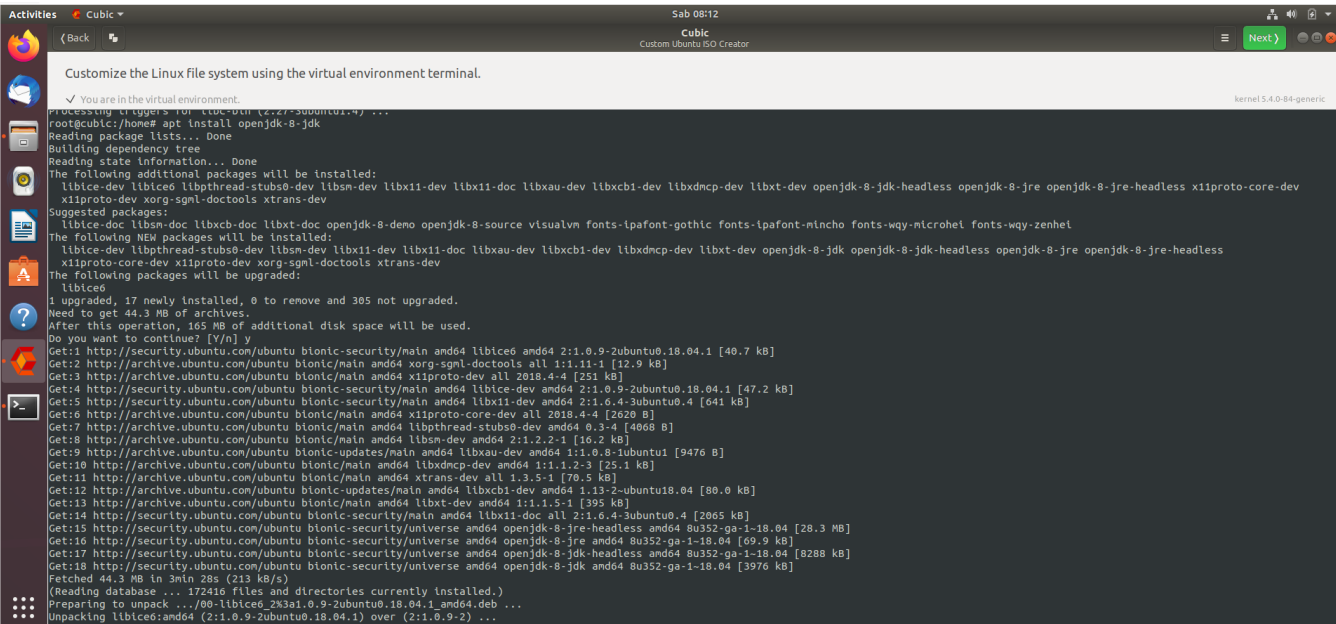 Activities
Cubic
Sab 08:12
Back
Cubic
Custom Ubuntu ISO Creator
Next
Customize the Linux file system using the virtual environment terminal.
You are in the virtual environment.
kernel 5.4.0-84-generic
Processing triggers for libc-bin (2.27-3ubuntu1.4) ...
root@cubic:/home# apt install openjdk-8-jdk
Reading package lists... Done
Building dependency tree
Reading state information... Done
The following additional packages will be installed:
libice-dev libice6 libpthread-stubs0-dev libsm-dev libx11-dev libx11-doc libxau-dev libxcb1-dev libxdmcp-dev libxt-dev openjdk-8-jdk-headless openjdk-8-jre openjdk-8-jre-headless x11proto-core-dev
x11proto-dev xorg-sgml-doctools xtrans-dev
Suggested packages:
libice-doc libsm-doc libxcb-doc libxt-doc openjdk-8-demo openjdk-8-source visualvm fonts-ipafont-gothic fonts-ipafont-mincho fonts-wqy-microhei fonts-wqy-zenhei
The following NEW packages will be installed:
libice-dev libpthread-stubs0-dev libsm-dev libx11-dev libx11-doc libxau-dev libxcb1-dev libxdmcp-dev libxt-dev openjdk-8-jdk openjdk-8-jdk-headless openjdk-8-jre openjdk-8-jre-headless
x11proto-core-dev x11proto-dev xorg-sgml-doctools xtrans-dev
The following packages will be upgraded:
libice6
1 upgraded, 17 newly installed, 0 to remove and 305 not upgraded.
Need to get 44.3 MB of archives.
After this operation, 165 MB of additional disk space will be used.
Do you want to continue? [Y/n] y
Get:1 http://security.ubuntu.com/ubuntu bionic-security/main amd64 libice6 amd64 2:1.0.9-2ubuntu0.18.04.1 [40.7 kB]
Get:2 http://archive.ubuntu.com/ubuntu bionic/main amd64 xorg-sgml-doctools all 1:1.11-1 [12.9 kB]
Get:3 http://archive.ubuntu.com/ubuntu bionic/main amd64 x11proto-dev all 2018.4-4 [251 kB]
Get:4 http://security.ubuntu.com/ubuntu bionic-security/main amd64 libice-dev amd64 2:1.0.9-2ubuntu0.18.04.1 [47.2 kB]
Get:5 http://security.ubuntu.com/ubuntu bionic-security/main amd64 libx11-dev amd64 2:1.6.4-3ubuntu0.4 [641 kB]
Get:6 http://archive.ubuntu.com/ubuntu bionic/main amd64 x11proto-core-dev all 2018.4-4 [2620 B]
Get:7 http://archive.ubuntu.com/ubuntu bionic/main amd64 libpthread-stubs0-dev amd64 0.3-4 [4068 B]
Get:8 http://archive.ubuntu.com/ubuntu bionic/main amd64 libsm-dev amd64 2:1.2.2-1 [16.2 kB]
Get:9 http://archive.ubuntu.com/ubuntu bionic-updates/main amd64 libxau-dev amd64 1:1.0.8-1ubuntu1 [9476 B]
Get:10 http://archive.ubuntu.com/ubuntu bionic/main amd64 libxdmcp-dev amd64 1:1.1.2-3 [25.1 kB]
Get:11 http://archive.ubuntu.com/ubuntu bionic/main amd64 xtrans-dev all 1.3.5-1 [70.5 kB]
Get:12 http://archive.ubuntu.com/ubuntu bionic-updates/main amd64 libxcb1-dev amd64 1.13-2~ubuntu18.04 [80.0 kB]
Get:13 http://archive.ubuntu.com/ubuntu bionic/main amd64 libxt-dev amd64 1:1.1.5-1 [395 kB]
Get:14 http://security.ubuntu.com/ubuntu bionic-security/main amd64 libx11-doc all 2:1.6.4-3ubuntu0.4 [2065 kB]
Get:15 http://security.ubuntu.com/ubuntu bionic-security/universe amd64 openjdk-8-jre-headless amd64 8u352-ga-1~18.04 [28.3 MB]
Get:16 http://security.ubuntu.com/ubuntu bionic-security/universe amd64 openjdk-8-jre amd64 8u352-ga-1~18.04 [69.9 kB]
Get:17 http://security.ubuntu.com/ubuntu bionic-security/universe amd64 openjdk-8-jdk-headless amd64 8u352-ga-1~18.04 [8288 kB]
Get:18 http://security.ubuntu.com/ubuntu bionic-security/universe amd64 openjdk-8-jdk amd64 8u352-ga-1~18.04 [3976 kB]
Fetched 44.3 MB in 3min 28s (213 kB/s)
(Reading database ... 172416 files and directories currently installed.)
Preparing to unpack .../00-libice6_2%3a1.0.9-2ubuntu0.18.04.1_amd64.deb ...
Unpacking libice6:amd64 (2:1.0.9-2ubuntu0.18.04.1) over (2:1.0.9-2) ...